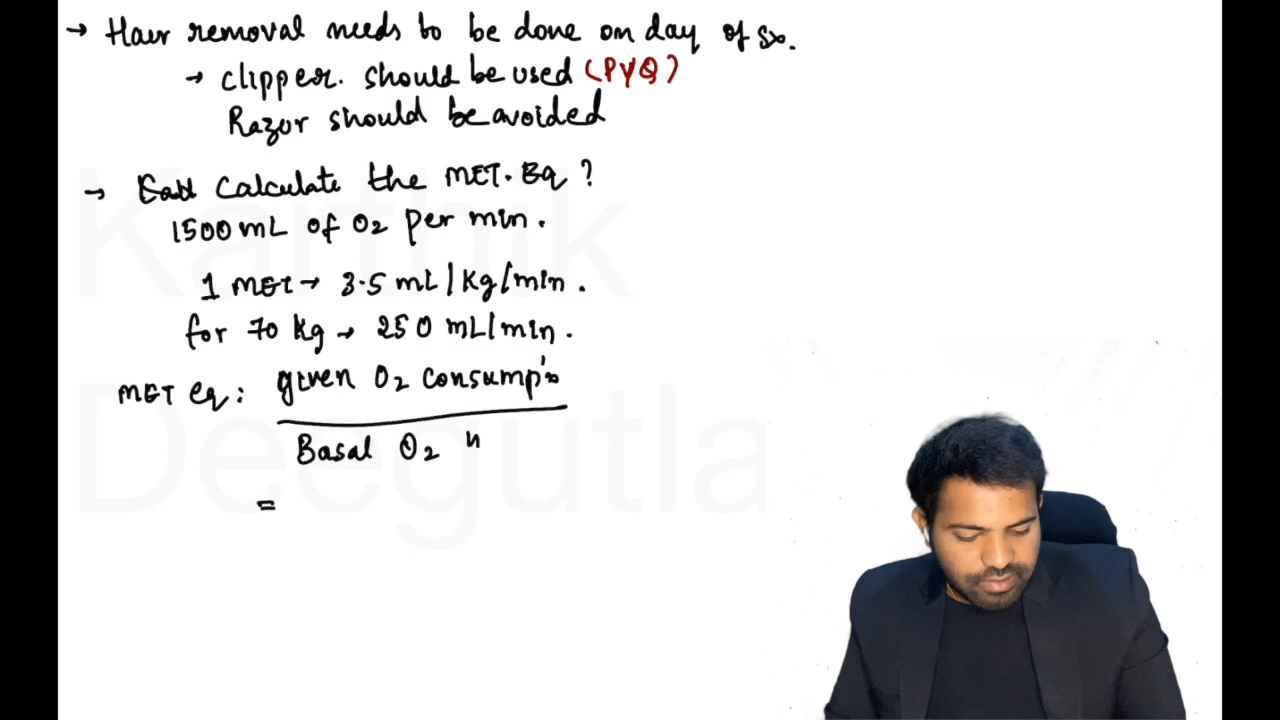 → Hair removal needs to be done on day of Sx.
→ clipper. should be used (PYQ)
Razor should be avoided
→ Calculate the MET. Eq ?
1500 mL of O2 per min.
1 MET → 3.5 mL/Kg/min.
for 70 kg → 250 mL/min.
MET eq: given O2 consump'n
Basal O2 "
=
Karthik
Deegutla